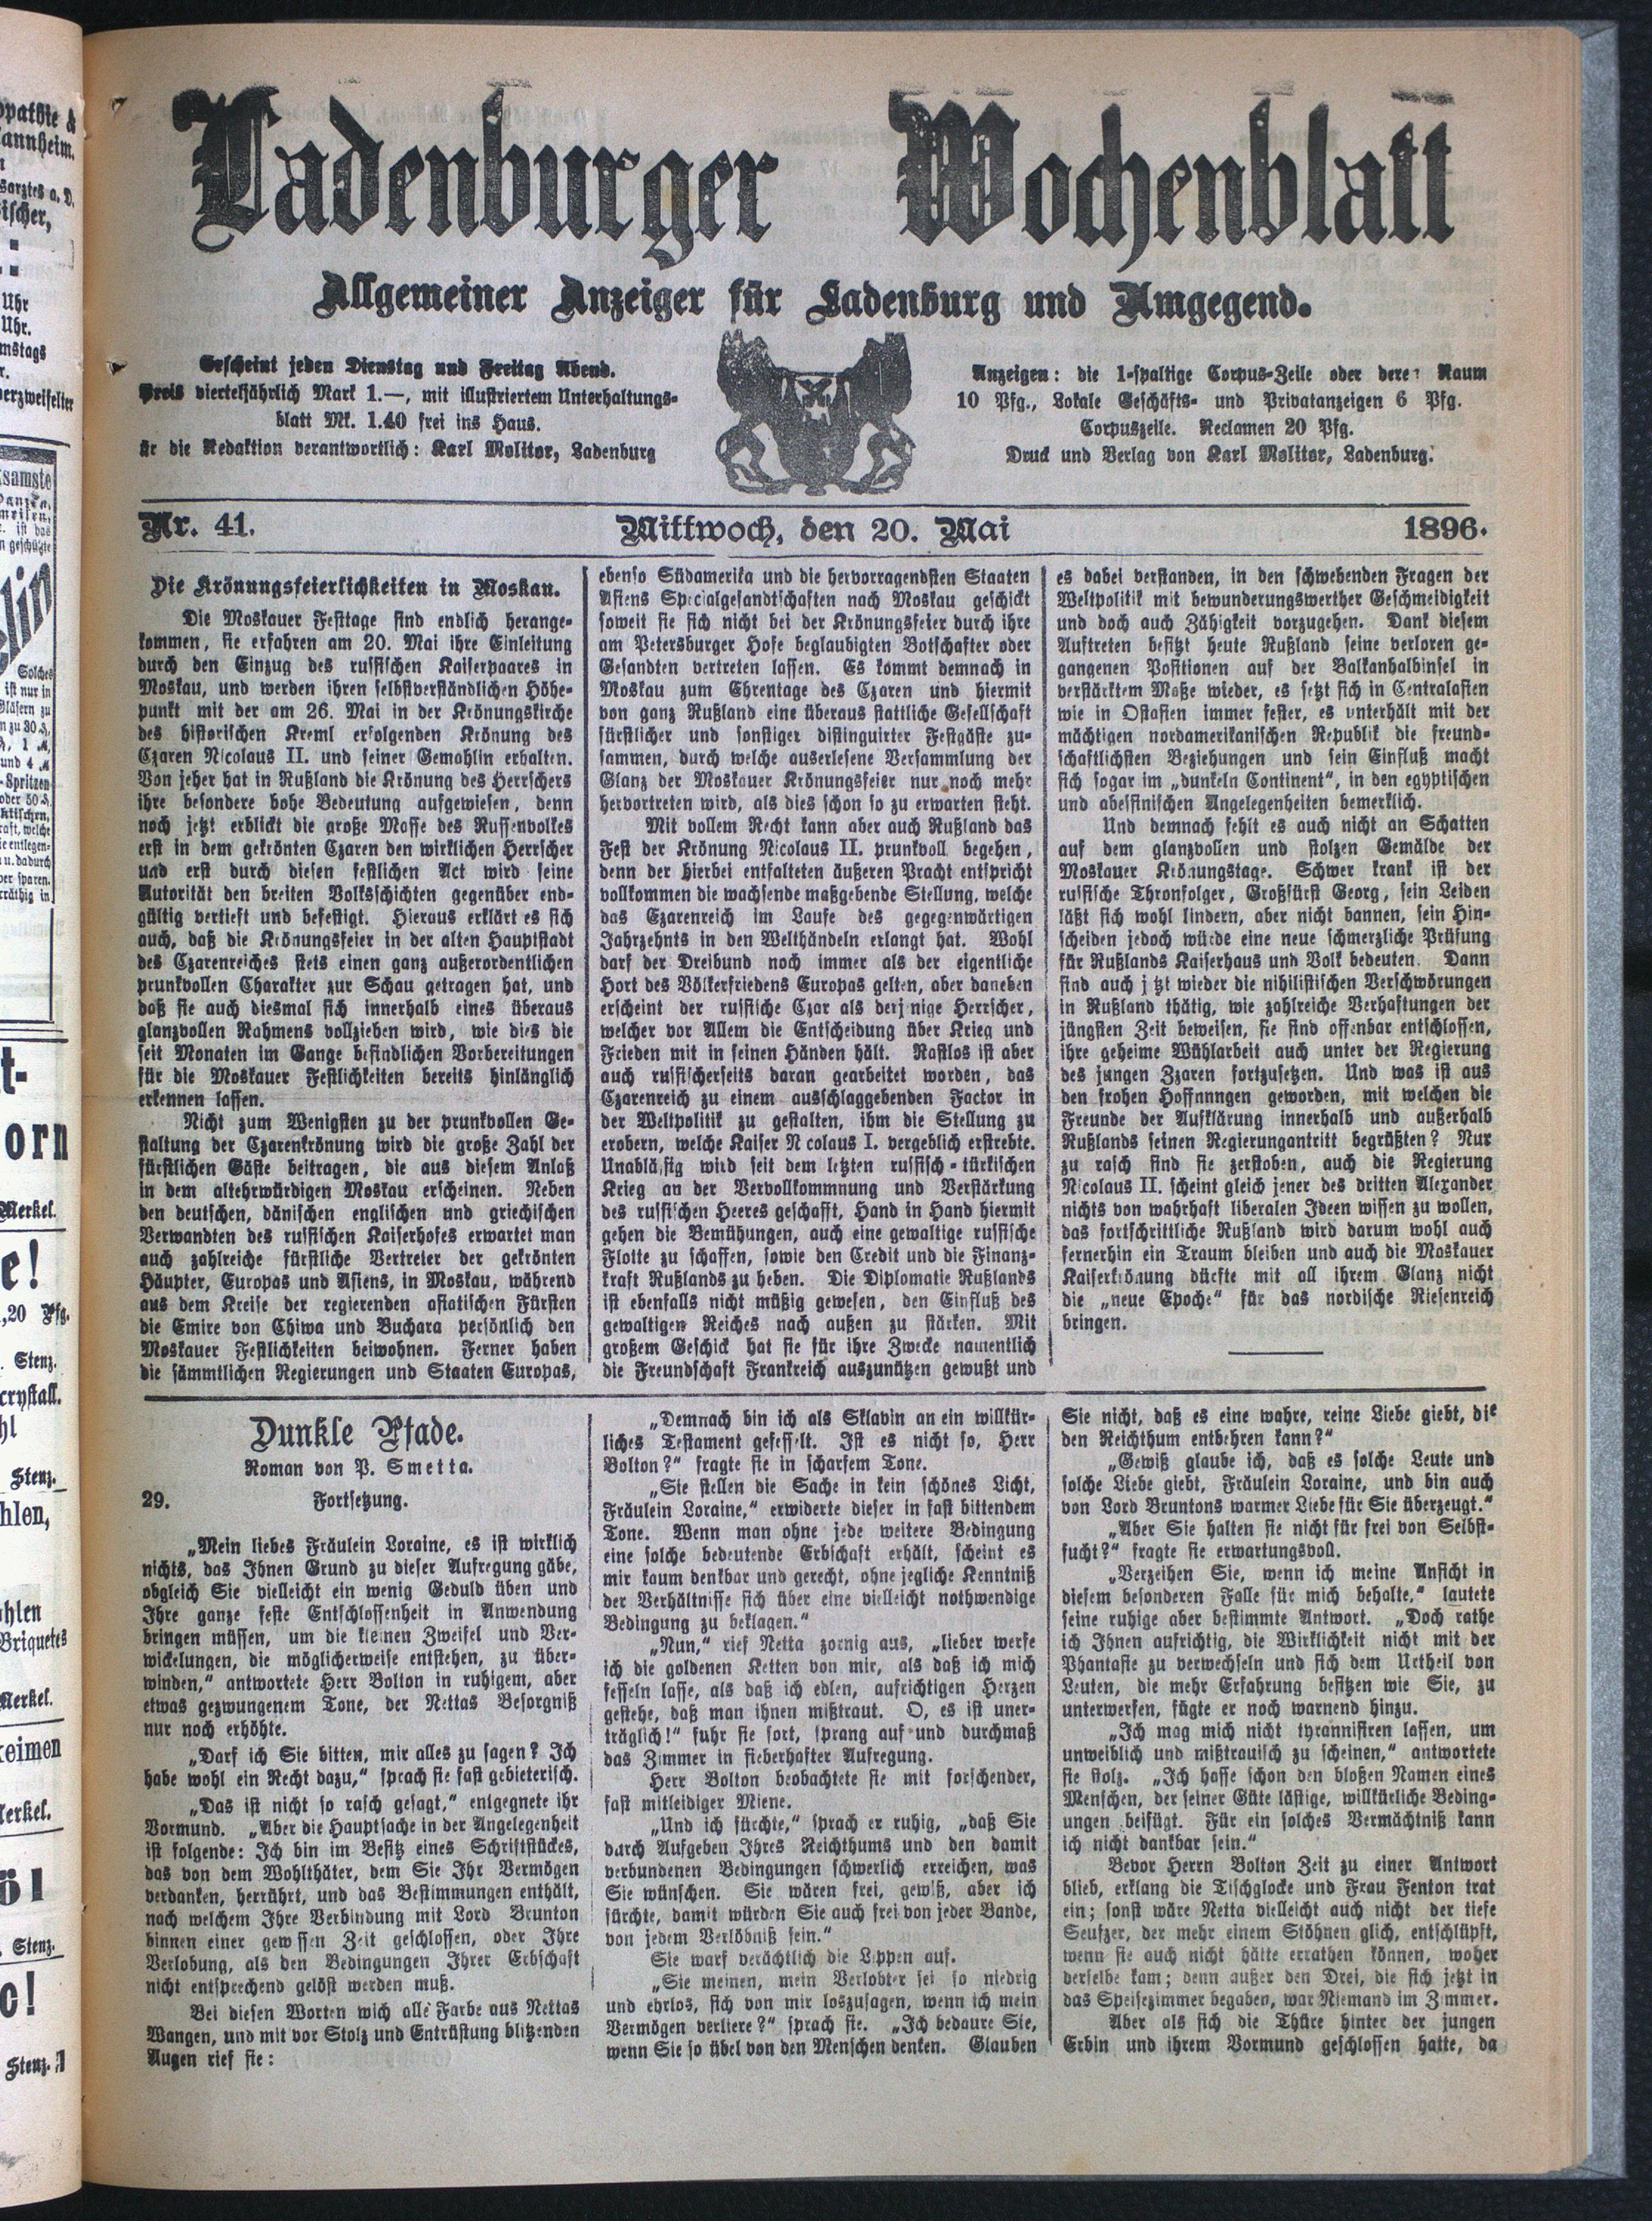 Ladenburger Wochenblatt
Allgemeiner Anzeiger für Ladenburg und Umgegend.
Erscheint jeden Dienstag und Freitag Abend.
Preis vierteljährlich Mark 1.—, mit illustriertem Unterhaltungs-
blatt Mk. 1.40 frei ins Haus.
är die Redaktion verantwortlich: Karl Molitor, Ladenburg
Anzeigen: die 1-spaltige Corpus-Zeile oder deren Raum
10 Pfg., Lokale Geschäfts- und Privatanzeigen 6 Pfg.
Corpuszeile. Reclamen 20 Pfg.
Druck und Verlag von Karl Molitor, Ladenburg.
Nr. 41. Mittwoch, den 20. Mai 1896.
Die Krönungsfeierlichkeiten in Moskau.
Die Moskauer Festtage sind endlich herange-
kommen, sie erfahren am 20. Mai ihre Einleitung
durch den Einzug des russischen Kaiserpaares in
Moskau, und werden ihren selbstverständlichen Höhe-
punkt mit der am 26. Mai in der Krönungskirche
des historischen Kreml erfolgenden Krönung des
Czaren Nicolaus II. und seiner Gemahlin erhalten.
Von jeher hat in Rußland die Krönung des Herrschers
ihre besondere hohe Bedeutung aufgewiesen, denn
noch jetzt erblickt die große Masse des Russenvolkes
erst in dem gekrönten Czaren den wirklichen Herrscher
und erst durch diesen festlichen Act wird seine
Autorität den breiten Volksschichten gegenüber end-
gültig vertieft und befestigt. Hieraus erklärt es sich
auch, daß die Krönungsfeier in der alten Hauptstadt
des Czarenreiches stets einen ganz außerordentlichen
prunkvollen Charakter zur Schau getragen hat, und
daß sie auch diesmal sich innerhalb eines überaus
glanzvollen Rahmens vollziehen wird, wie dies die
seit Monaten im Gange befindlichen Vorbereitungen
für die Moskauer Festlichkeiten bereits hinlänglich
erkennen lassen.
Nicht zum Wenigsten zu der prunkvollen Ge-
staltung der Czarenkrönung wird die große Zahl der
fürstlichen Gäste beitragen, die aus diesem Anlaß
in dem altehrwürdigen Moskau erscheinen. Neben
den deutschen, dänischen englischen und griechischen
Verwandten des russischen Kaiserhofes erwartet man
auch zahlreiche fürstliche Vertreter der gekrönten
Häupter, Europas und Asiens, in Moskau, während
aus dem Kreise der regierenden asiatischen Fürsten
die Emire von Chiwa und Buchara persönlich den
Moskauer Festlichkeiten beiwohnen. Ferner haben
die sämmtlichen Regierungen und Staaten Europas,
ebenso Südamerika und die hervorragendsten Staaten
Asiens Specialgesandtschaften nach Moskau geschickt
soweit sie sich nicht bei der Krönungsfeier durch ihre
am Petersburger Hofe beglaubigten Botschafter oder
Gesandten vertreten lassen. Es kommt demnach in
Moskau zum Ehrentage des Czaren und hiermit
von ganz Rußland eine überaus stattliche Gesellschaft
fürstlicher und sonstiger distinguirter Festgäste zu-
sammen, durch welche auserlesene Versammlung der
Glanz der Moskauer Krönungsfeier nur noch mehr
hervortreten wird, als dies schon so zu erwarten steht.
Mit vollem Recht kann aber auch Rußland das
Fest der Krönung Nicolaus II. prunkvoll begehen,
denn der hierbei entfalteten äußeren Pracht entspricht
vollkommen die wachsende maßgebende Stellung, welche
das Czarenreich im Laufe des gegegenwärtigen
Jahrzehnts in den Welthändeln erlangt hat. Wohl
darf der Dreibund noch immer als der eigentliche
Hort des Völkerfriedens Europas gelten, aber daneben
erscheint der russische Czar als derj nige Herrscher,
welcher vor Allem die Entscheidung über Krieg und
Frieden mit in seinen Händen hält. Rastlos ist aber
auch russischerseits daran gearbeitet worden, das
Czarenreich zu einem ausschlaggebenden Factor in
der Weltpolitik zu gestalten, ihm die Stellung zu
erobern, welche Kaiser N colaus I. vergeblich erstrebte.
Unablässig wird seit dem letzten russisch-türkischen
Krieg an der Vervollkommnung und Verstärkung
des russischen Heeres geschafft, Hand in Hand hiermit
gehen die Bemühungen, auch eine gewaltige russische
Flotte zu schaffen, sowie den Credit und die Finanz-
kraft Rußlands zu heben. Die Diplomatie Rußlands
ist ebenfalls nicht müßig gewesen, den Einfluß des
gewaltigen Reiches nach außen zu stärken. Mit
großem Geschick hat sie für ihre Zwecke namentlich
die Freundschaft Frankreich auszunützen gewußt und
es dabei verstanden, in den schwebenden Fragen der
Weltpolitik mit bewunderungswerther Geschmeidigkeit
und doch auch Zähigkeit vorzugehen. Dank diesem
Auftreten besitzt heute Rußland seine verloren ge-
gangenen Positionen auf der Balkanhalbinsel in
verstärktem Maße wieder, es setzt sich in Centralasien
wie in Ostasien immer fester, es unterhält mit der
mächtigen nordamerikanischen Republik die freund-
schaftlichsten Beziehungen und sein Einfluß macht
sich sogar im „dunkeln Continent“, in den egyptischen
und abessinischen Angelegenheiten bemerklich.
Und demnach fehlt es auch nicht an Schatten
auf dem glanzvollen und stolzen Gemälde der
Moskauer Krönungstage. Schwer krank ist der
russische Thronfolger, Großfürst Georg, sein Leiden
läßt sich wohl lindern, aber nicht bannen, sein Hin-
scheiden jedoch würde eine neue schmerzliche Prüfung
für Rußlands Kaiserhaus und Volk bedeuten. Dann
sind auch j tzt wieder die nihilistischen Verschwörungen
in Rußland thätig, wie zahlreiche Verhaftungen der
jüngsten Zeit beweisen, sie sind offenbar entschlossen,
ihre geheime Wühlarbeit auch unter der Regierung
des jungen Zzaren fortzusetzen. Und was ist aus
den frohen Hoffnnngen geworden, mit welchen die
Freunde der Aufklärung innerhalb und außerhalb
Rußlands seinen Regierungantritt begrüßten? Nur
zu rasch sind sie zerstoben, auch die Regierung
Nicolaus II. scheint gleich jener des dritten Alexander
nichts von wahrhaft liberalen Ideen wissen zu wollen,
das fortschrittliche Rußland wird darum wohl auch
fernerhin ein Traum bleiben und auch die Moskauer
Kaiserkrönung dürfte mit all ihrem Glanz nicht
die „neue Epoche“ für das nordische Riesenreich
bringen.
Dunkle Pfade.
Roman von P. Smetta.
29. Fortsetzung.
„Mein liebes Fräulein Loraine, es ist wirklich
nichts, das Ihnen Grund zu dieser Aufregung gäbe,
obgleich Sie vielleicht ein wenig Geduld üben und
Ihre ganze feste Entschlossenheit in Anwendung
bringen müssen, um die kleinen Zweifel und Ver-
wickelungen, die möglicherweise entstehen, zu über-
winden,“ antwortete Herr Bolton in ruhigem, aber
etwas gezwungenem Tone, der Nettas Besorgniß
nur noch erhöhte.
„Darf ich Sie bitten, mir alles zu sagen? Ich
habe wohl ein Recht dazu,“ sprach sie fast gebieterisch.
„Das ist nicht so rasch gesagt,“ entgegnete ihr
Vormund. „Aber die Hauptsache in der Angelegenheit
ist folgende: Ich bin im Besitz eines Schriftstückes,
das von dem Wohlthäter, dem Sie Ihr Vermögen
verdanken, herrührt, und das Bestimmungen enthält,
nach welchem Ihre Verbindung mit Lord Brunton
binnen einer gewissen Zeit geschlossen, oder Ihre
Verlobung, als den Bedingungen Ihrer Erbschaft
nicht entsprechend gelöst werden muß.
Bei diesen Worten wich alle Farbe aus Nettas
Wangen, und mit vor Stolz und Entrüstung blitzenden
Augen rief sie:
„Demnach bin ich als Sklavin an ein willkür-
liches Testament gefesselt. Ist es nicht so, Herr
Bolton?“ fragte sie in scharfem Tone.
„Sie stellen die Sache in kein schönes Licht,
Fräulein Loraine,“ erwiderte dieser in fast bittendem
Tone. Wenn man ohne jede weitere Bedingung
eine solche bedeutende Erbschaft erhält, scheint es
mir kaum denkbar und gerecht, ohne jegliche Kenntniß
der Verhältnisse sich über eine vielleicht nothwendige
Bedingung zu beklagen.“
„Nun,“ rief Netta zornig aus, „lieber werfe
ich die goldenen Ketten von mir, als daß ich mich
fesseln lasse, als daß ich edlen, aufrichtigen Herzen
gestehe, daß man ihnen mißtraut. O, es ist uner-
träglich!“ fuhr sie fort, sprang auf und durchmaß
das Zimmer in fieberhafter Aufregung.
Herr Bolton beobachtete sie mit forschender,
fast mitleidiger Miene.
„Und ich fürchte,“ sprach er ruhig, „daß Sie
durch Aufgeben Ihres Reichthums und den damit
verbundenen Bedingungen schwerlich erreichen, was
Sie wünschen. Sie wären frei, gewiß, aber ich
fürchte, damit würden Sie auch frei von jeder Bande,
von jedem Verlöbniß sein.“
Sie warf verächtlich die Lippen auf.
„Sie meinen, mein Verlobter sei so niedrig
und ehrlos, sich von mir loszusagen, wenn ich mein
Vermögen verliere?“ sprach sie. „Ich bedaure Sie,
wenn Sie so übel von den Menschen denken. Glauben
Sie nicht, daß es eine wahre, reine Liebe giebt, die
den Reichthum entbehren kann?“
„Gewiß glaube ich, daß es solche Leute und
solche Liebe giebt, Fräulein Loraine, und bin auch
von Lord Bruntons warmer Liebe für Sie überzeugt.“
„Aber Sie halten sie nicht für frei von Selbst-
sucht?“ fragte sie erwartungsvoll.
„Verzeihen Sie, wenn ich meine Ansicht in
diesem besonderen Falle für mich behalte,“ lautete
seine ruhige aber bestimmte Antwort. „Doch rathe
ich Ihnen aufrichtig, die Wirklichkeit nicht mit der
Phantasie zu verwechseln und sich dem Urtheil von
Leuten, die mehr Erfahrung besitzen wie Sie, zu
unterwerfen, fügte er noch warnend hinzu.
„Ich mag mich nicht tyrannisiren lassen, um
unweiblich und mißtrauisch zu scheinen,“ antwortete
sie stolz. „Ich hasse schon den bloßen Namen eines
Menschen, der seiner Güte lästige, willkürliche Beding-
ungen beifügt. Für ein solches Vermächtniß kann
ich nicht dankbar sein.“
Bevor Herrn Bolton Zeit zu einer Antwort
blieb, erklang die Tischglocke und Frau Fenton trat
ein; sonst wäre Netta vielleicht auch nicht der tiefe
Seufzer, der mehr einem Stöhnen glich, entschlüpft,
wenn sie auch nicht hätte errathen können, woher
derselbe kam; denn außer den Drei, die sich jetzt in
das Speisezimmer begaben, war Niemand im Zimmer.
Aber als sich die Thüre hinter der jungen
Erbin und ihrem Vormund geschlossen hatte, da